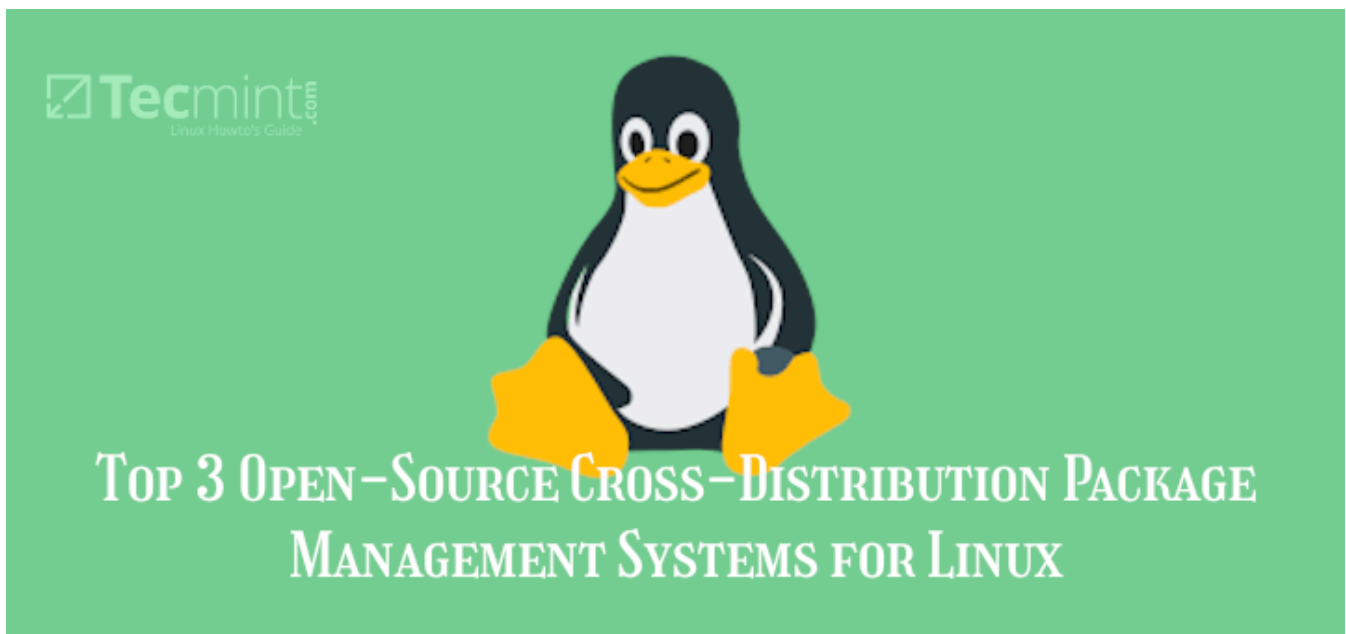 Tecmint.com
Linux Howto's Guide
Top 3 Open-Source Cross-Distribution Package
Management Systems for Linux